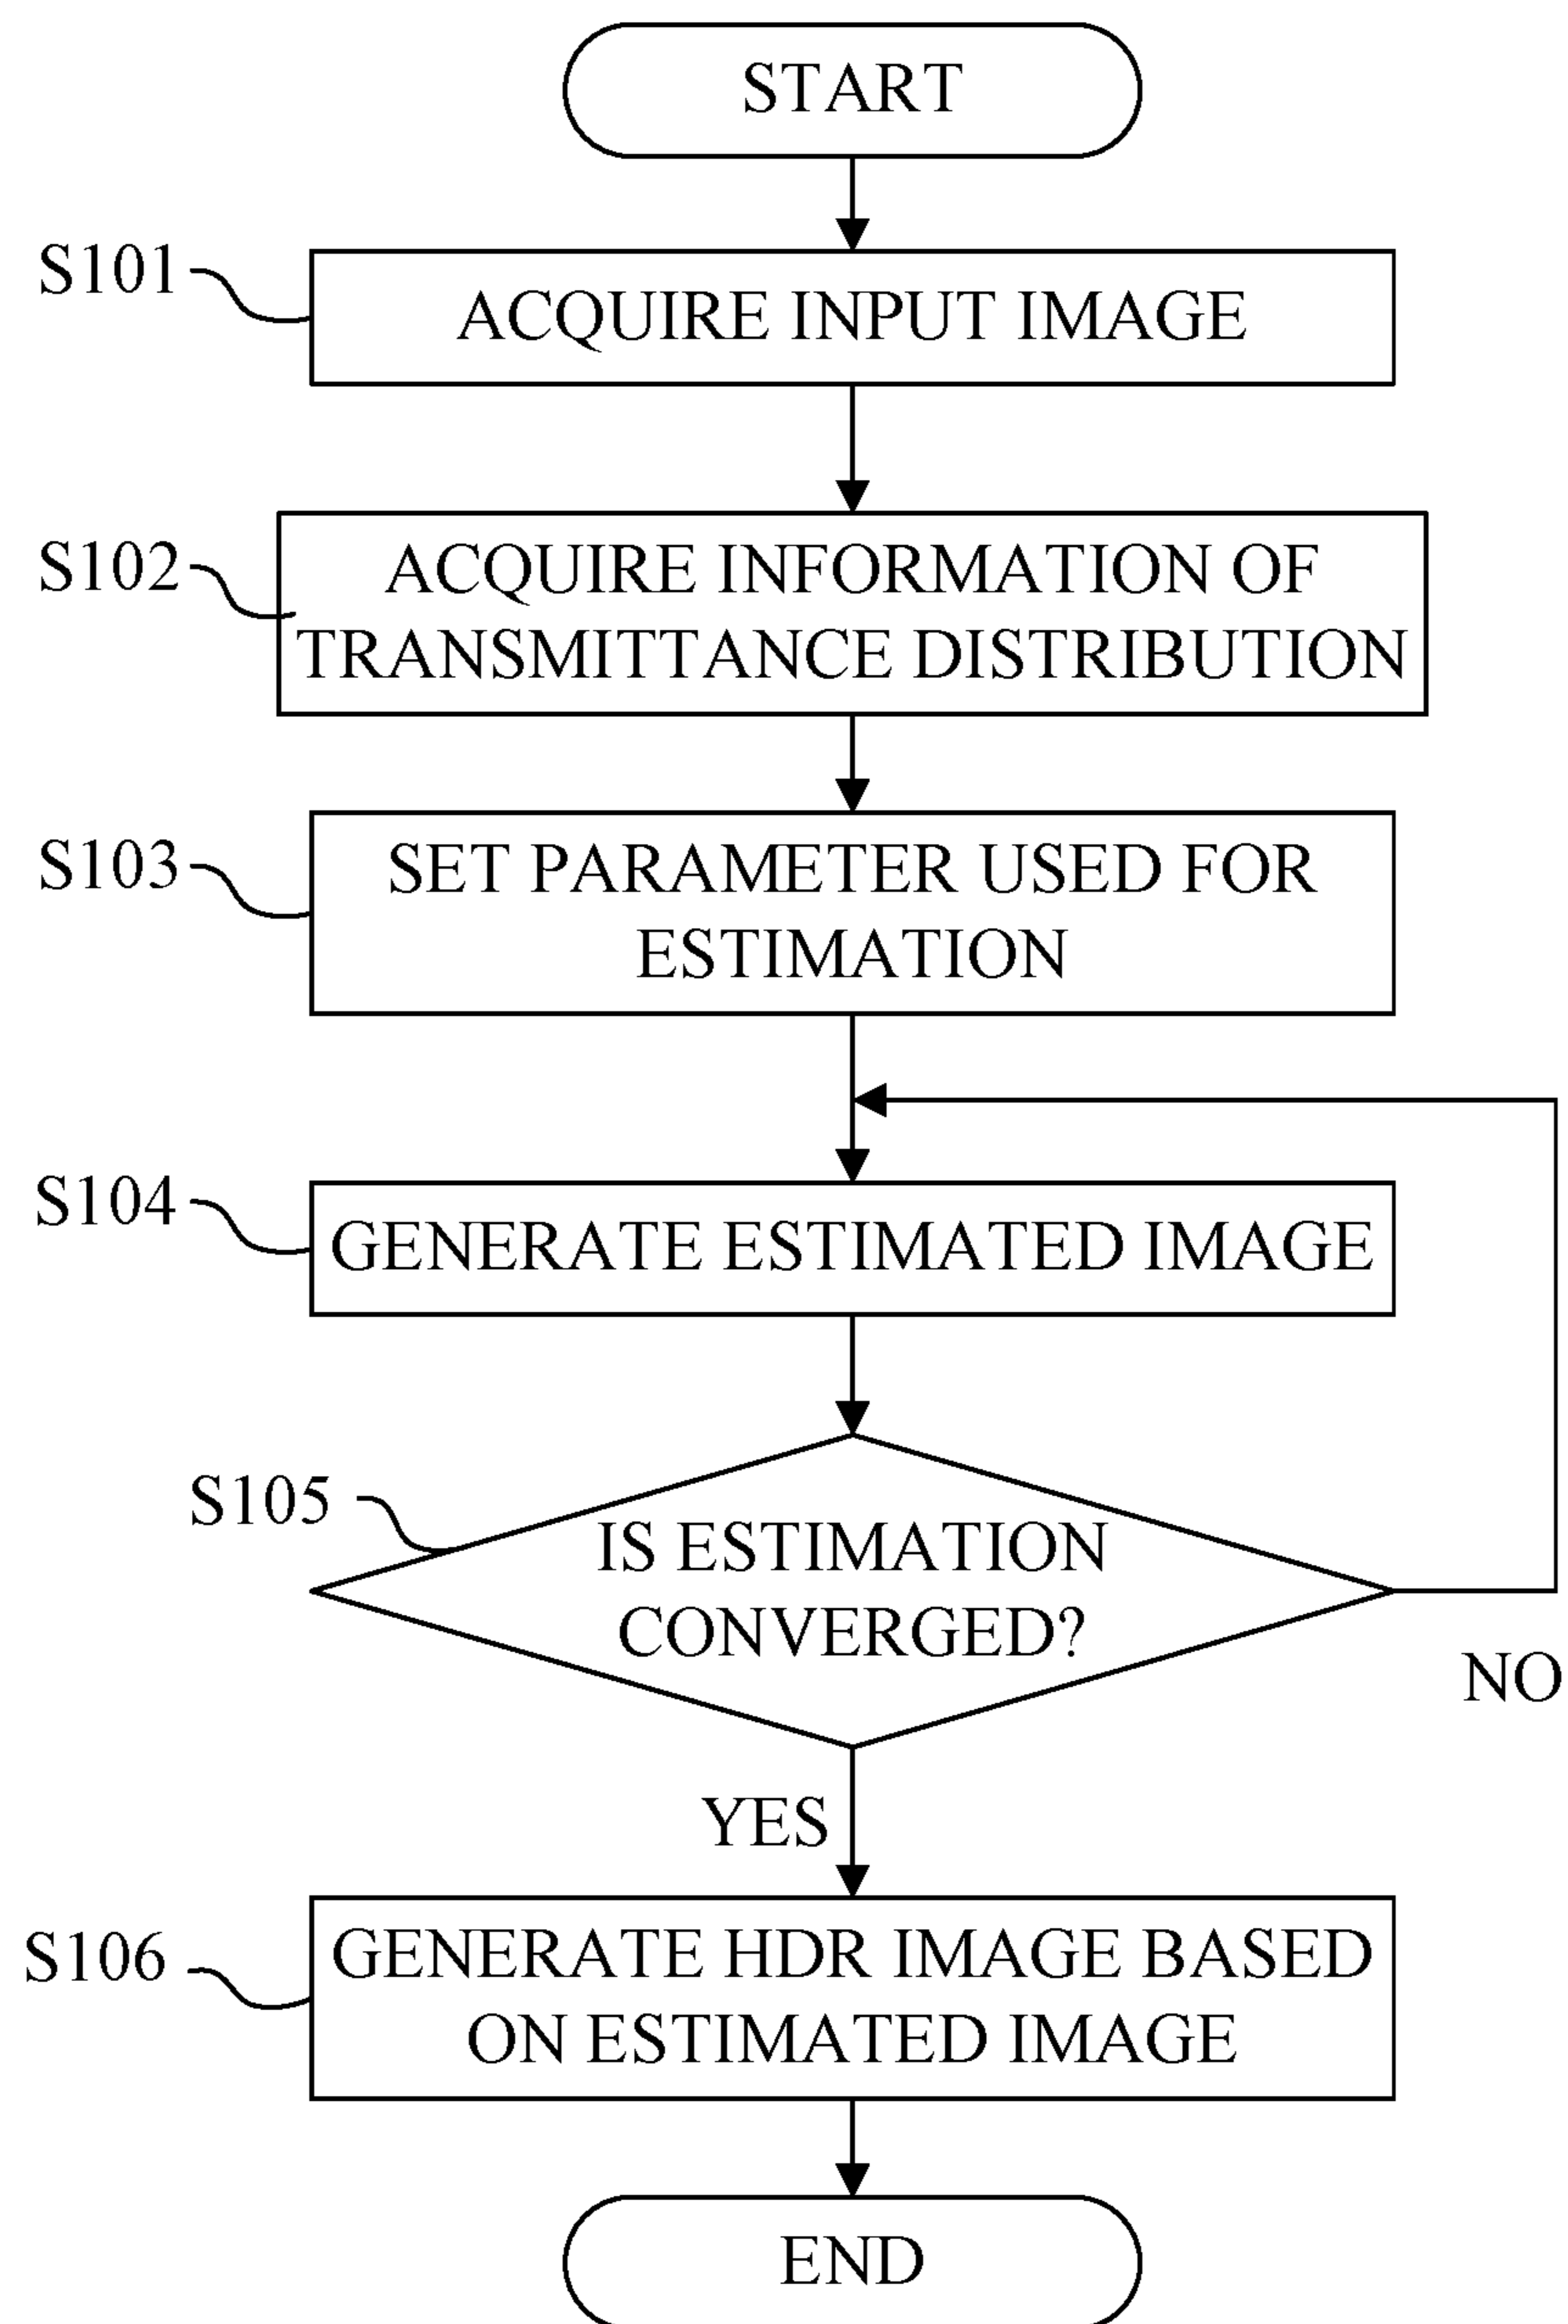 START
S101
ACQUIRE INPUT IMAGE
S102
ACQUIRE INFORMATION OF
TRANSMITTANCE DISTRIBUTION
S103
SET PARAMETER USED FOR
ESTIMATION
S104
GENERATE ESTIMATED IMAGE
S105
IS ESTIMATION
CONVERGED?
NO
YES
S106
GENERATE HDR IMAGE BASED
ON ESTIMATED IMAGE
END